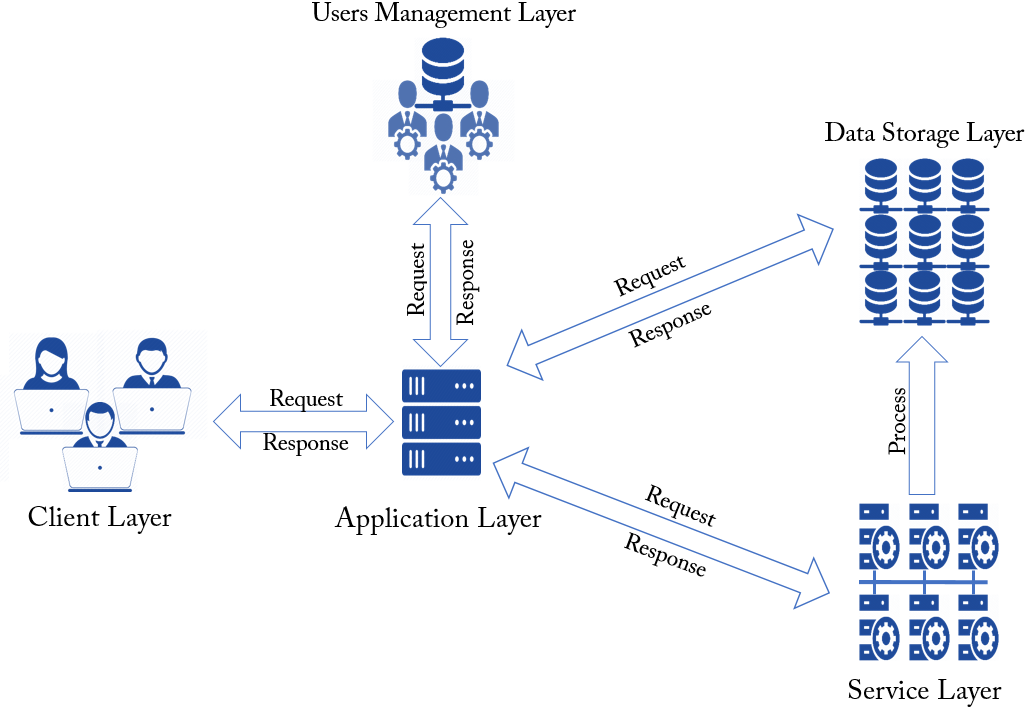 Users Management Layer
Data Storage Layer
Request
Response
Request
Response
Request
Response
Process
Client Layer
Application Layer
Request
Response
Service Layer